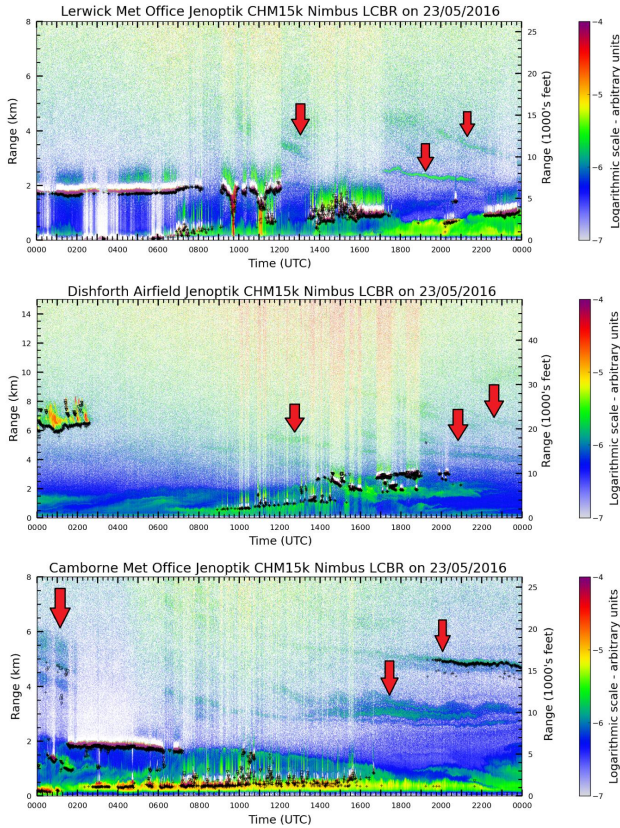 Lerwick Met Office Jenoptik CHM15k Nimbus LCBR on 23/05/2016
8
6
4
2
0
Range (km)
25
20
15
10
5
0
Range (1000's feet)
0000 0200 0400 0600 0800 1000 1200 1400 1600 1800 2000 2200 0000
Time (UTC)
−4
−5
−6
−7
Logarithmic scale - arbitrary units
Dishforth Airfield Jenoptik CHM15k Nimbus LCBR on 23/05/2016
14
12
10
8
6
4
2
0
Range (km)
40
30
20
10
0
Range (1000's feet)
0000 0200 0400 0600 0800 1000 1200 1400 1600 1800 2000 2200 0000
Time (UTC)
−4
−5
−6
−7
Logarithmic scale - arbitrary units
Camborne Met Office Jenoptik CHM15k Nimbus LCBR on 23/05/2016
8
6
4
2
0
Range (km)
25
20
15
10
5
0
Range (1000's feet)
0000 0200 0400 0600 0800 1000 1200 1400 1600 1800 2000 2200 0000
Time (UTC)
−4
−5
−6
−7
Logarithmic scale - arbitrary units